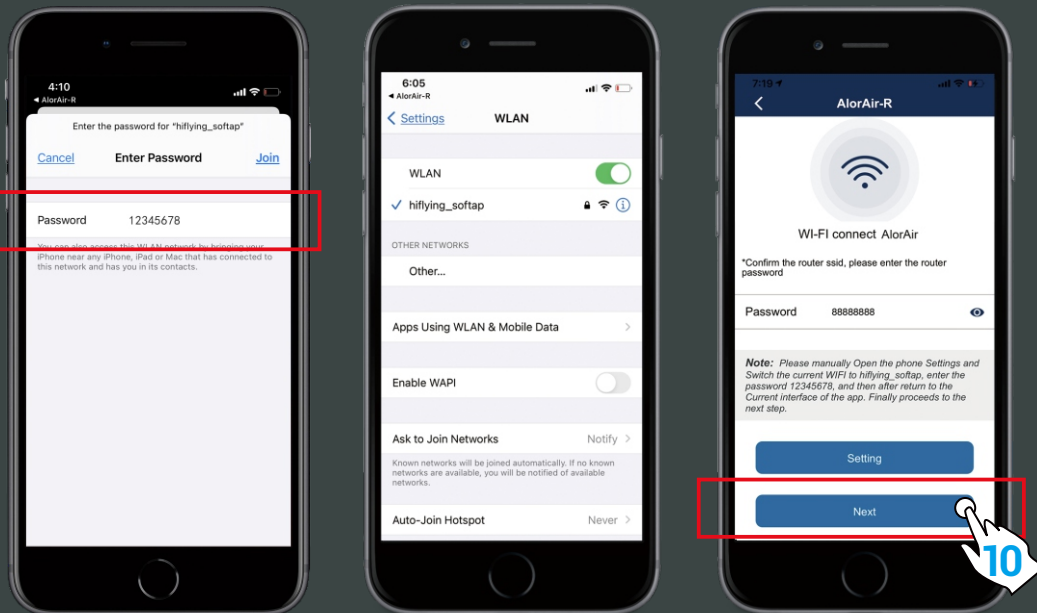 4:10
◀ AlorAir-R
Enter the password for "hiflying_softap"
Cancel Enter Password Join
Password 12345678
You can also access this WLAN network by bringing your
iPhone near any iPhone, iPad or Mac that has connected to
this network and has you in its contacts.
6:05
◀ AlorAir-R
Settings WLAN
WLAN
hiflying_softap
OTHER NETWORKS
Other...
Apps Using WLAN & Mobile Data
Enable WAPI
Ask to Join Networks Notify
Known networks will be joined automatically. If no known
networks are available, you will be notified of available
networks.
Auto-Join Hotspot Never
7:19
AlorAir-R
WI-FI connect AlorAir
*Confirm the router ssid, please enter the router
password
Password 88888888
Note: Please manually Open the phone Settings and
Switch the current WIFI to hiflying_softap, enter the
password 12345678, and then after return to the
Current interface of the app. Finally proceeds to the
next step.
Setting
Next
10